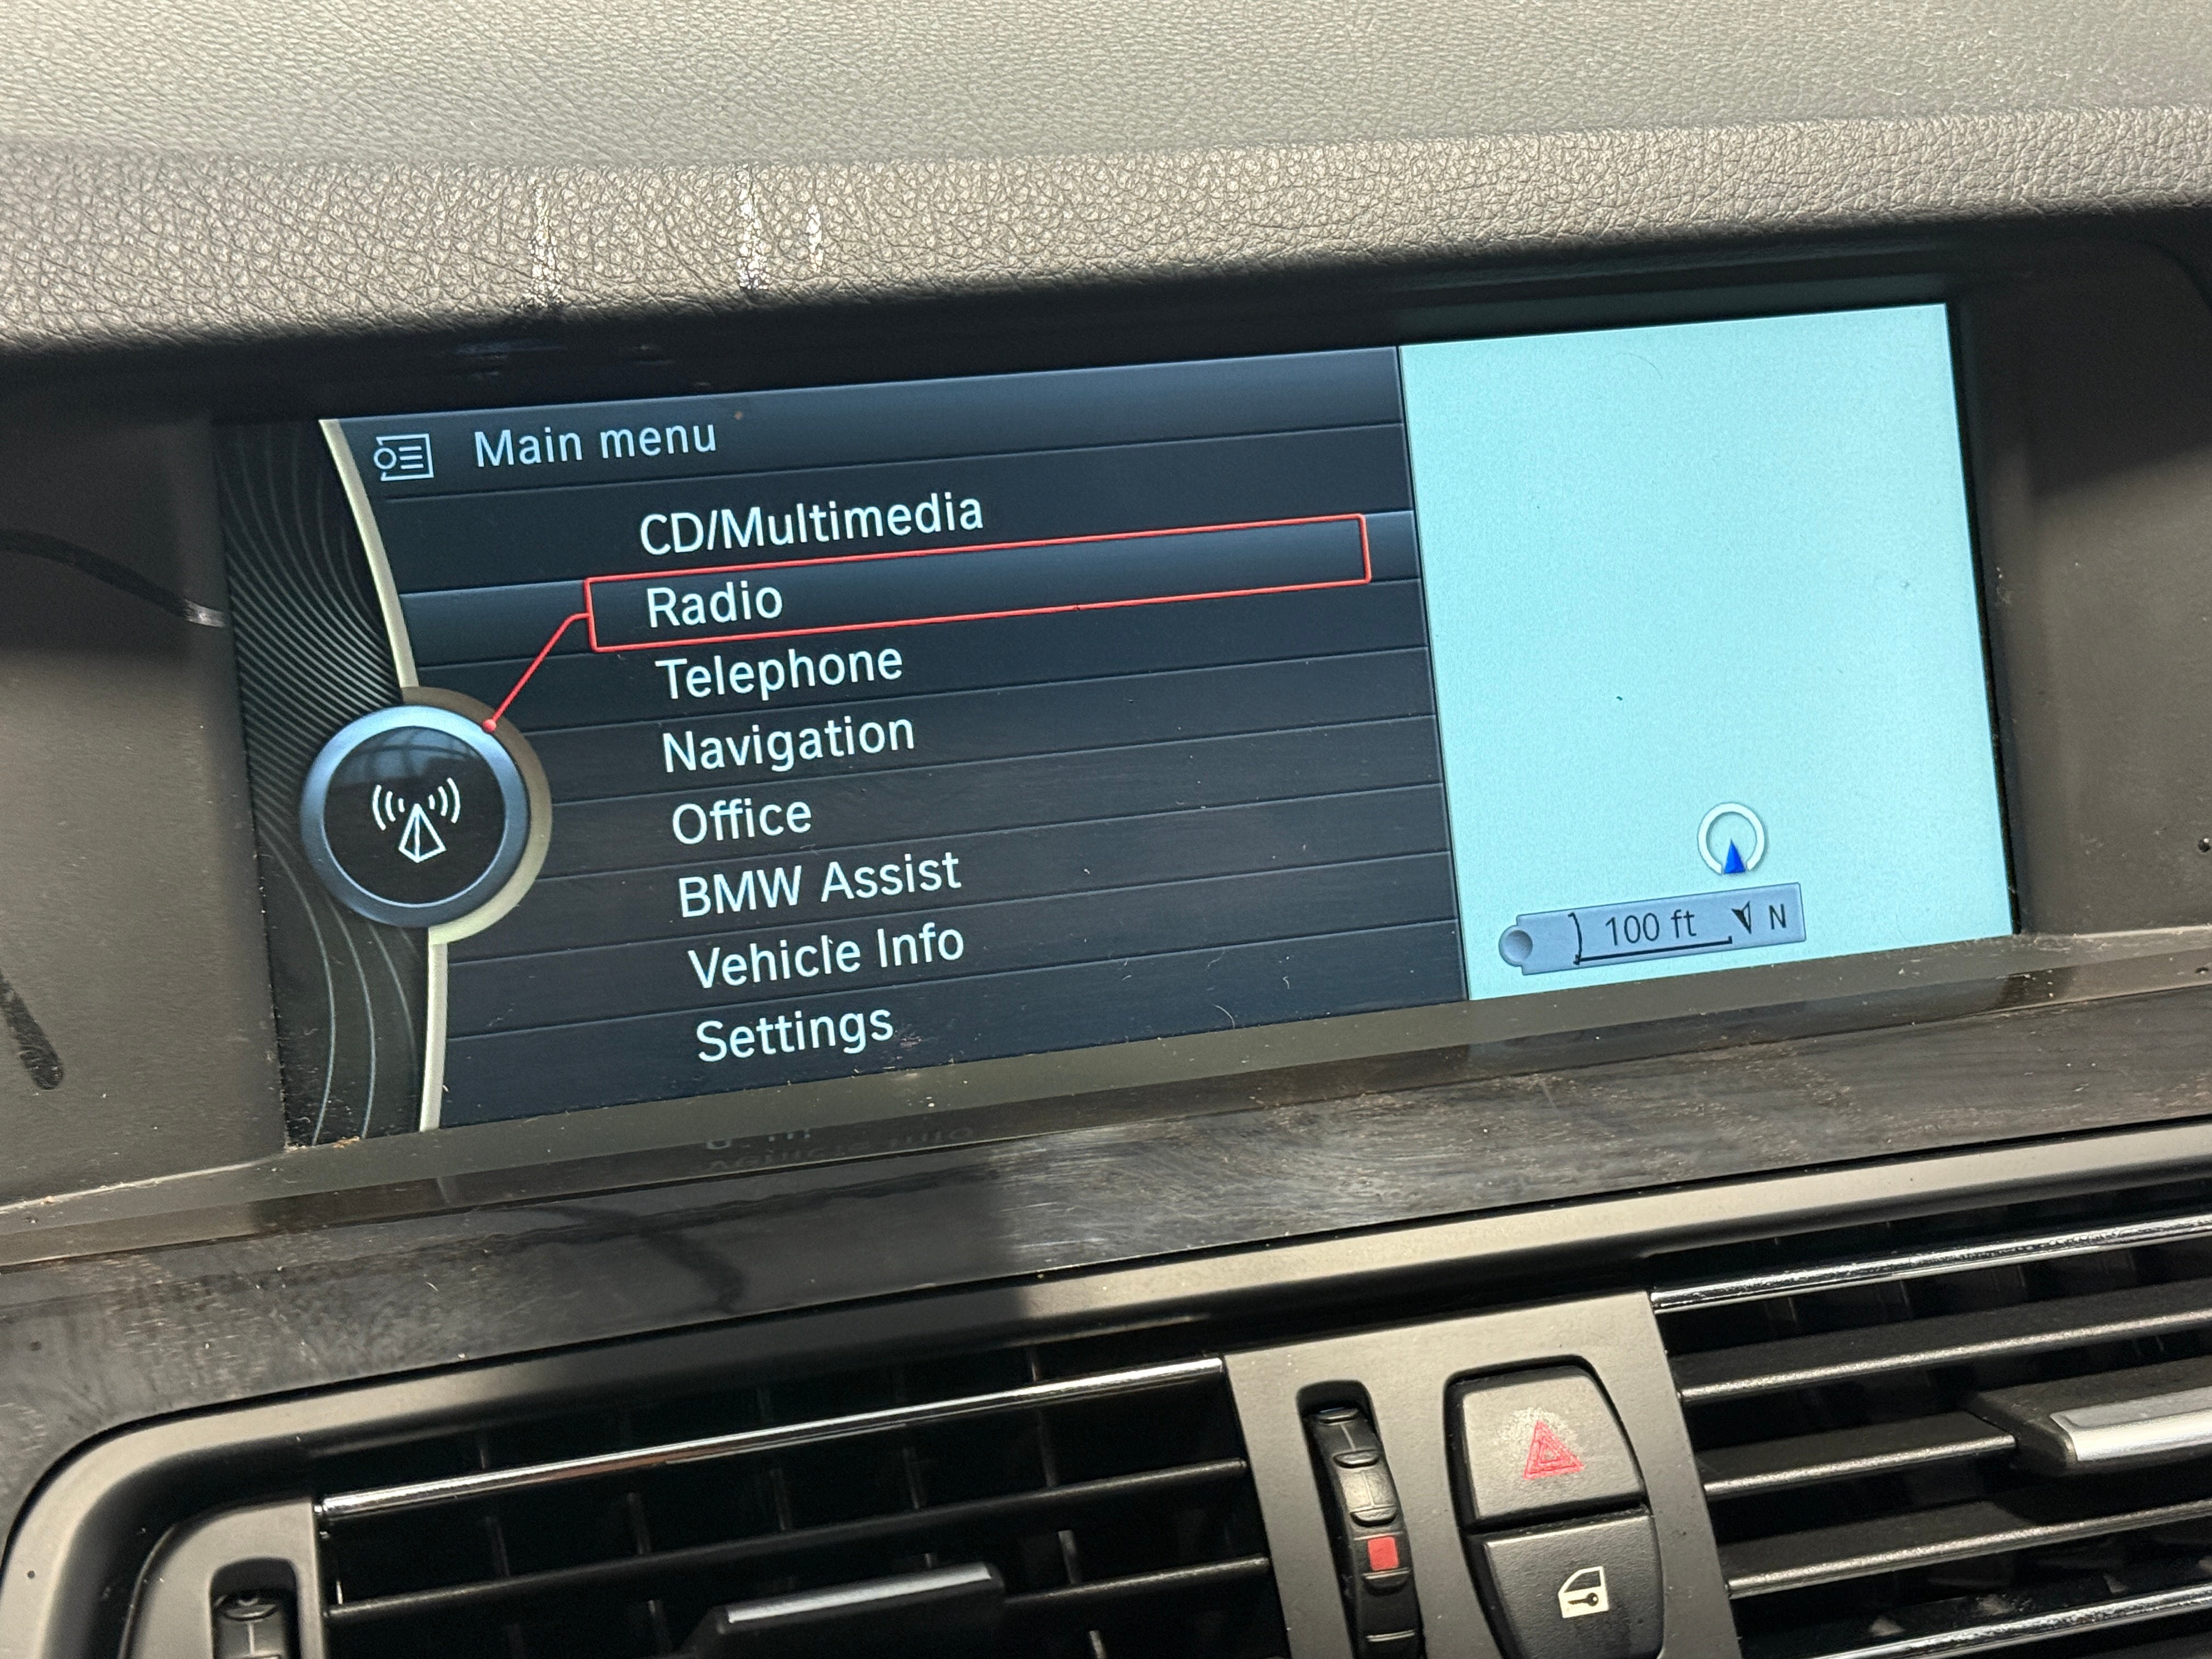 Main menu
CD/Multimedia
Radio
Telephone
Navigation
Office
BMW Assist
Vehicle Info
Settings
100 ft N